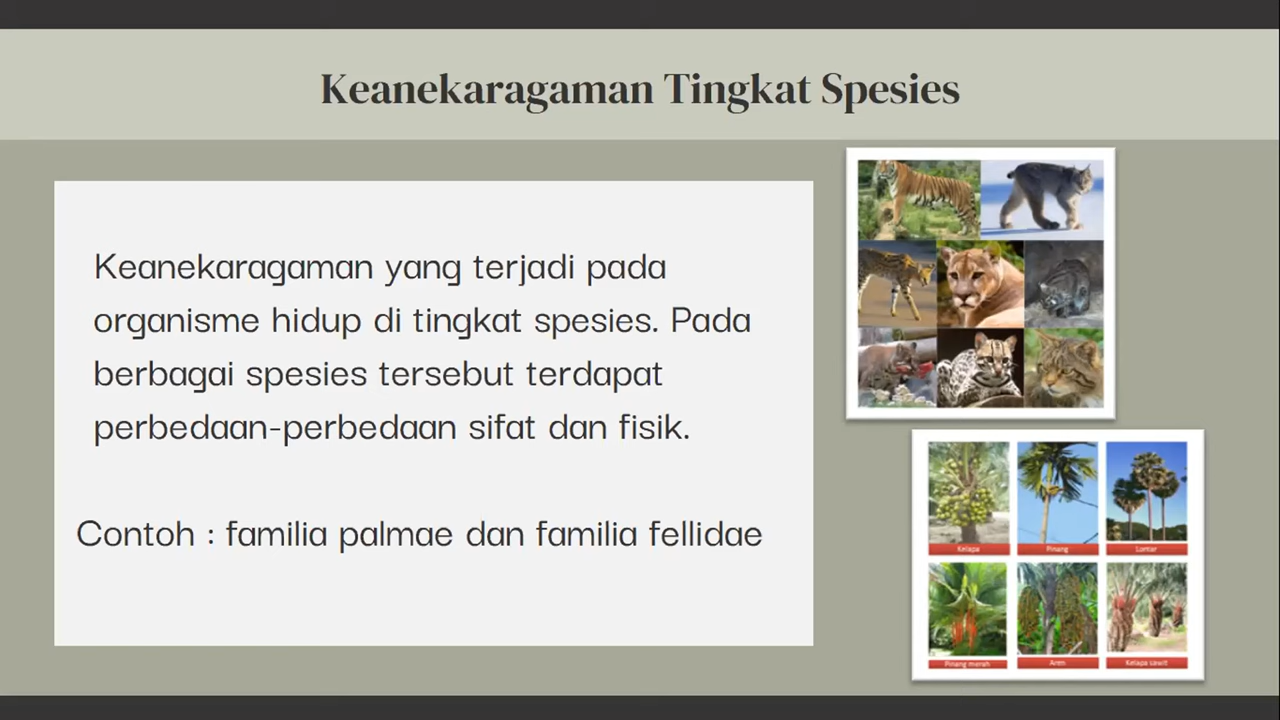 Keanekaragaman Tingkat Spesies
Keanekaragaman yang terjadi pada
organisme hidup di tingkat spesies. Pada
berbagai spesies tersebut terdapat
perbedaan-perbedaan sifat dan fisik.
Contoh : familia palmae dan familia fellidae
Kelapa
Pinang
Lontar
Pinang merah
Aren
Kelapa sawit